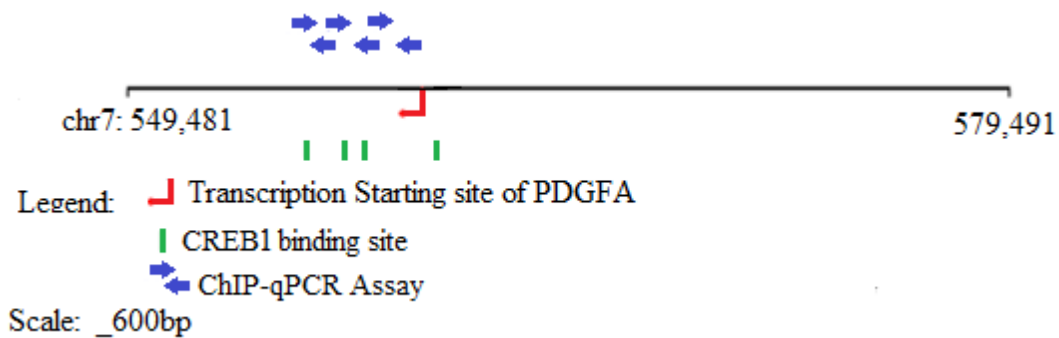 chr7: 549,481
579,491
Legend:
Transcription Starting site of PDGFA
CREB1 binding site
ChIP-qPCR Assay
Scale: _600bp